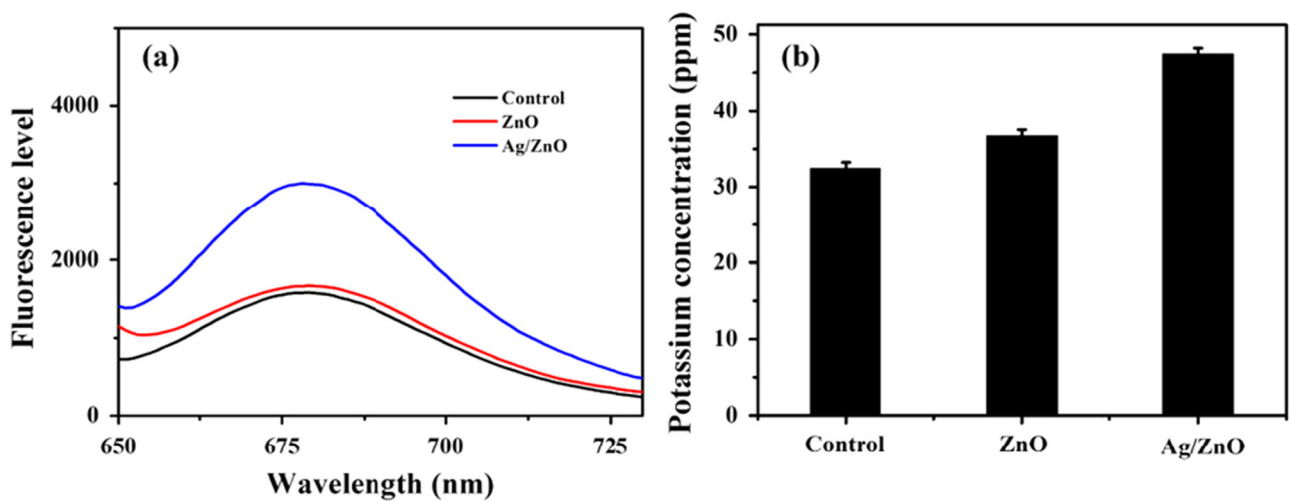 (a)
Control
ZnO
Ag/ZnO
Fluorescence level
4000
2000
0
650
675
700
725
Wavelength (nm)
(b)
Potassium concentration (ppm)
50
40
30
20
10
0
Control
ZnO
Ag/ZnO